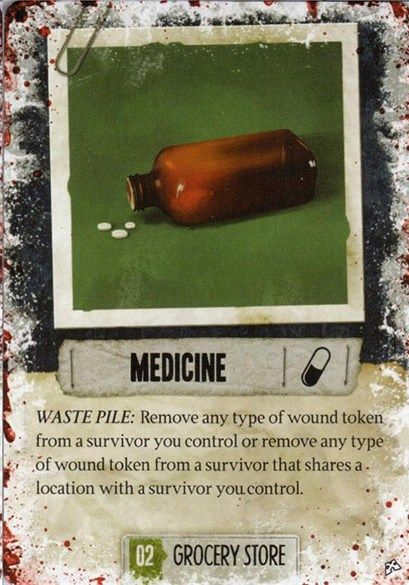 MEDICINE
WASTE PILE: Remove any type of wound token
from a survivor you control or remove any type
of wound token from a survivor that shares a
location with a survivor you control.
02 GROCERY STORE